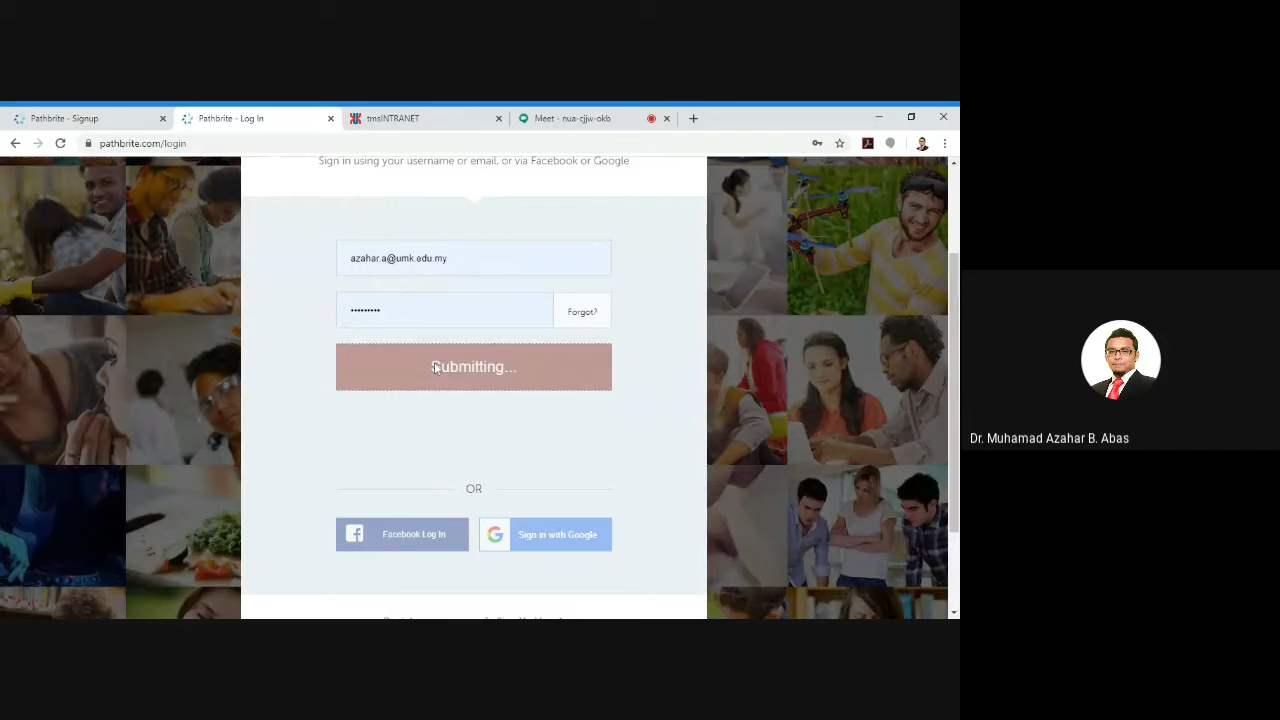 Pathbrite - Signup
Pathbrite - Log In
tmsINTRANET
Meet - nua-cjjw-okb
pathbrite.com/login
Sign in using your username or email, or via Facebook or Google
azahar.a@umk.edu.my
•••••••••
Forgot?
Submitting...
OR
Facebook Log In
Sign in with Google
Dr. Muhamad Azahar B. Abas